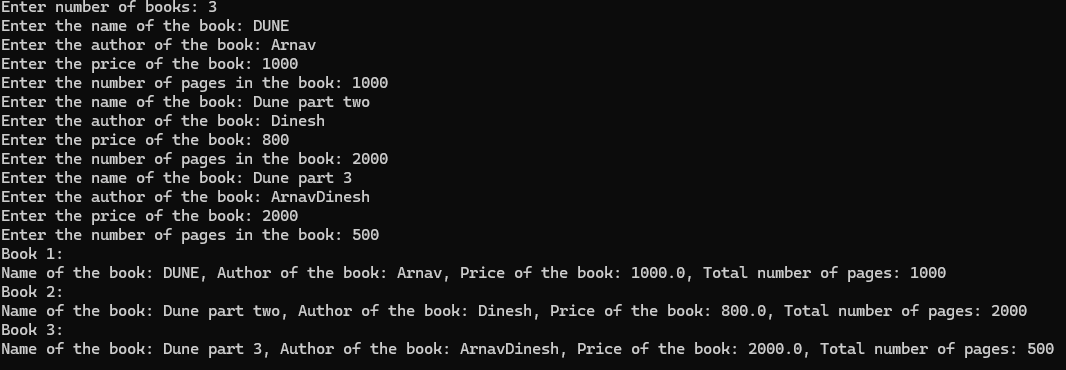 Enter number of books: 3
Enter the name of the book: DUNE
Enter the author of the book: Arnav
Enter the price of the book: 1000
Enter the number of pages in the book: 1000
Enter the name of the book: Dune part two
Enter the author of the book: Dinesh
Enter the price of the book: 800
Enter the number of pages in the book: 2000
Enter the name of the book: Dune part 3
Enter the author of the book: ArnavDinesh
Enter the price of the book: 2000
Enter the number of pages in the book: 500
Book 1:
Name of the book: DUNE, Author of the book: Arnav, Price of the book: 1000.0, Total number of pages: 1000
Book 2:
Name of the book: Dune part two, Author of the book: Dinesh, Price of the book: 800.0, Total number of pages: 2000
Book 3:
Name of the book: Dune part 3, Author of the book: ArnavDinesh, Price of the book: 2000.0, Total number of pages: 500